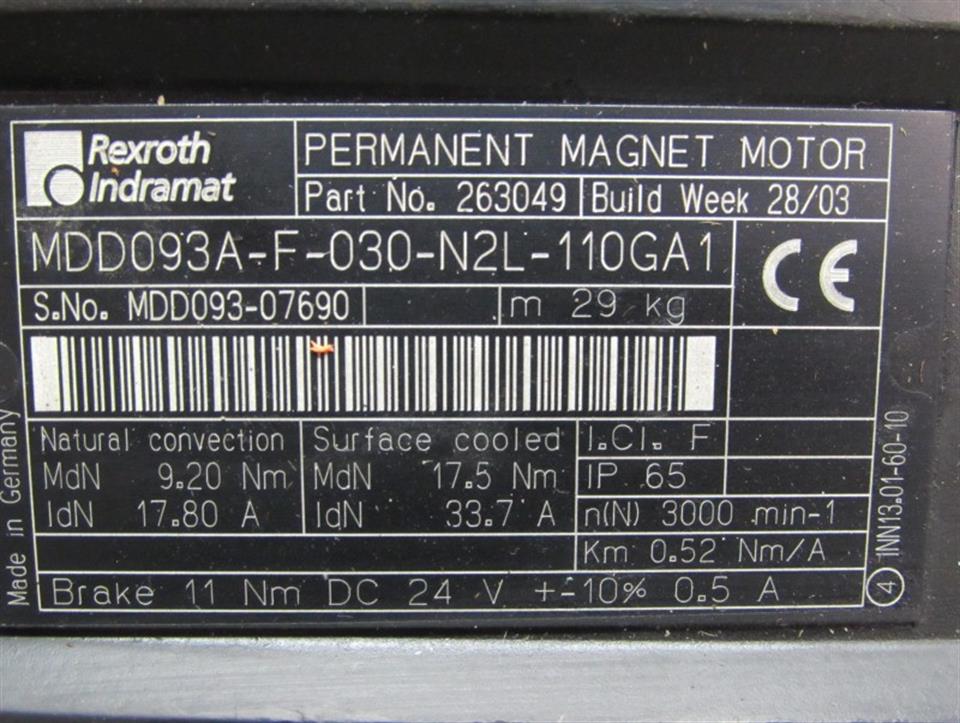 Rexroth
Indramat
PERMANENT MAGNET MOTOR
Part No. 263049 Build Week 28/03
MDD093A-F-030-N2L-110GA1
CE
S.No. MDD093-07690 m 29 kg
Natural convection Surface cooled I.Cl. F
MdN 9.20 Nm MdN 17.5 Nm IP 65
IdN 17.80 A IdN 33.7 A n(N) 3000 min-1
Km 0.52 Nm/A
Brake 11 Nm DC 24 V +-10% 0.5 A
Made in Germany
4 INN13.01-60-10